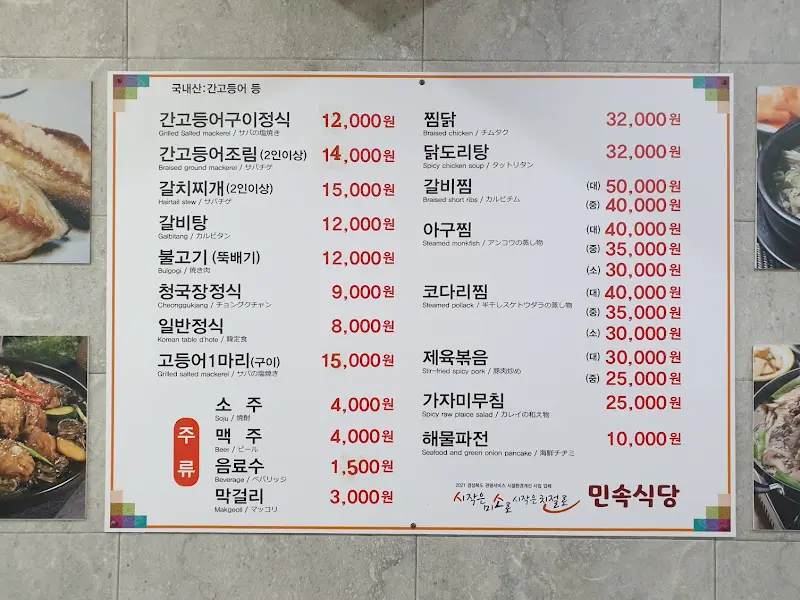 국내산:간고등어 등
간고등어구이정식 12,000원
Grilled Salted mackerel / サバの塩焼き
간고등어조림 (2인이상) 14,000원
Braised ground mackerel / サバチゲ
갈치찌개 (2인이상) 15,000원
Hairtail stew / サバチゲ
갈비탕 12,000원
Galbitang / カルビタン
불고기 (뚝배기) 12,000원
Bulgogi / 焼き肉
청국장정식 9,000원
Cheonggukjang / チョングクチャン
일반정식 8,000원
Korean table d'hote / 韓定食
고등어1마리(구이) 15,000원
Grilled salted mackerel / サバの塩焼き
주류
소 주 4,000원
Soju / 焼酎
맥 주 4,000원
Beer / ビール
음료수 1,500원
Beverage / ベバリッジ
막걸리 3,000원
Makgeoll / マッコリ
찜닭 32,000원
Braised chicken / チムタク
닭도리탕 32,000원
Spicy chicken soup / タットリタン
갈비찜 (대) 50,000원
Braised short ribs / カルビチム
(중) 40,000원
아구찜 (대) 40,000원
Steamed monkfish / アンコウの蒸し物
(중) 35,000원
(소) 30,000원
코다리찜 (대) 40,000원
Steamed pollack / 半干しスケトウダラの蒸し物
(중) 35,000원
(소) 30,000원
제육볶음 (대) 30,000원
Stir-fried spicy pork / 豚肉炒め
(중) 25,000원
가자미무침 25,000원
Spicy raw plaice salad / カレイの和え物
해물파전 10,000원
Seafood and green onion pancake / 海鮮チヂミ
2021 경상북도 관광서비스 시설환경개선 사업 업체
시작은 미소로 시작은 친절로
민속식당